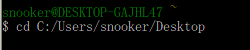 snooker@DESKTOP-GAJHL47 ~
$ cd C:/Users/snooker/Desktop